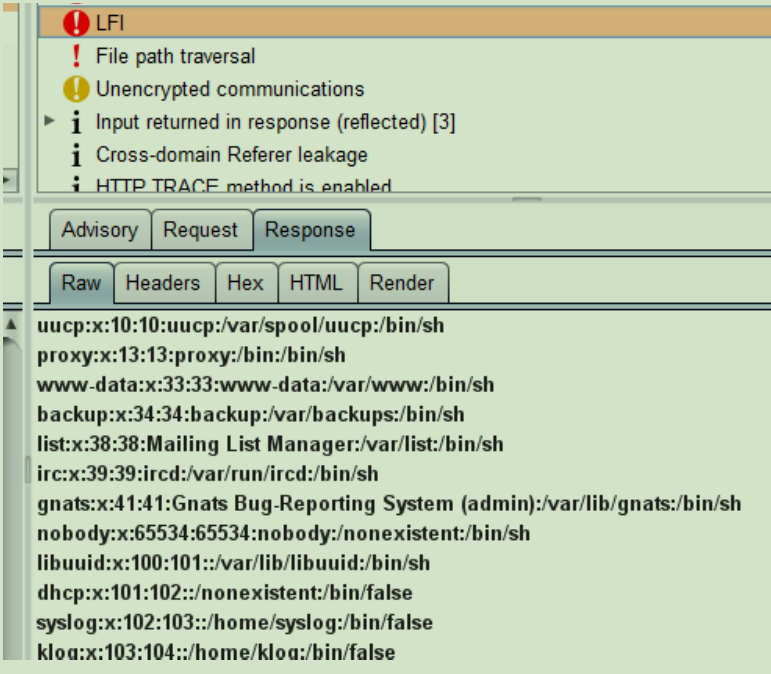 LFI
File path traversal
Unencrypted communications
Input returned in response (reflected) [3]
Cross-domain Referer leakage
HTTP TRACE method is enabled
Advisory Request Response
Raw Headers Hex HTML Render
uucp:x:10:10:uucp:/var/spool/uucp:/bin/sh
proxy:x:13:13:proxy:/bin:/bin/sh
www-data:x:33:33:www-data:/var/www:/bin/sh
backup:x:34:34:backup:/var/backups:/bin/sh
list:x:38:38:Mailing List Manager:/var/list:/bin/sh
irc:x:39:39:ircd:/var/run/ircd:/bin/sh
gnats:x:41:41:Gnats Bug-Reporting System (admin):/var/lib/gnats:/bin/sh
nobody:x:65534:65534:nobody:/nonexistent:/bin/sh
libuuid:x:100:101::/var/lib/libuuid:/bin/sh
dhcp:x:101:102::/nonexistent:/bin/false
syslog:x:102:103::/home/syslog:/bin/false
klog:x:103:104::/home/klog:/bin/false